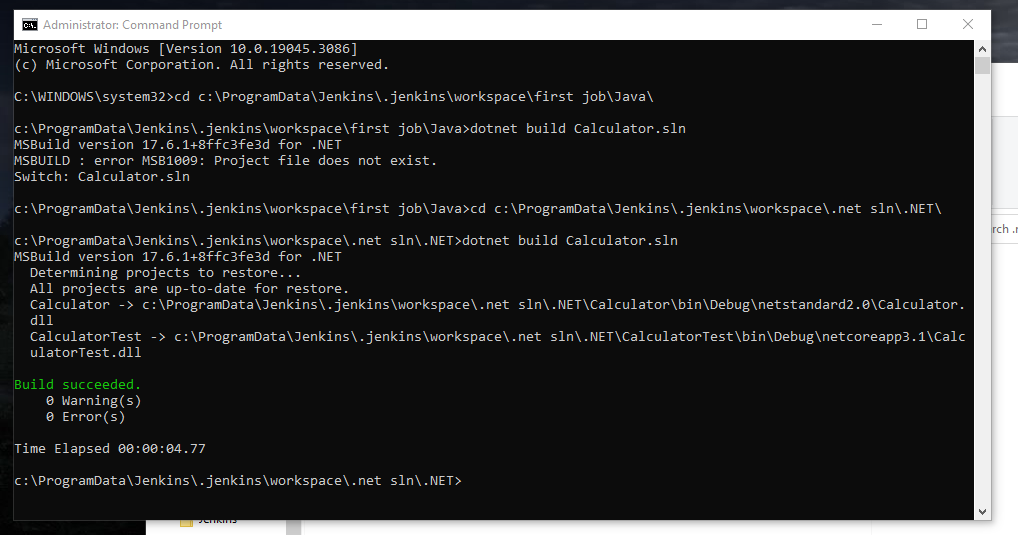 Administrator: Command Prompt
Microsoft Windows [Version 10.0.19045.3086]
(c) Microsoft Corporation. All rights reserved.
C:\WINDOWS\system32>cd c:\ProgramData\Jenkins\.jenkins\workspace\first job\Java\
c:\ProgramData\Jenkins\.jenkins\workspace\first job\Java>dotnet build Calculator.sln
MSBuild version 17.6.1+8ffc3fe3d for .NET
MSBUILD : error MSB1009: Project file does not exist.
Switch: Calculator.sln
c:\ProgramData\Jenkins\.jenkins\workspace\first job\Java>cd c:\ProgramData\Jenkins\.jenkins\workspace\.net sln\.NET\
c:\ProgramData\Jenkins\.jenkins\workspace\.net sln\.NET>dotnet build Calculator.sln
MSBuild version 17.6.1+8ffc3fe3d for .NET
  Determining projects to restore...
  All projects are up-to-date for restore.
  Calculator -> c:\ProgramData\Jenkins\.jenkins\workspace\.net sln\.NET\Calculator\bin\Debug\netstandard2.0\Calculator.
  dll
  CalculatorTest -> c:\ProgramData\Jenkins\.jenkins\workspace\.net sln\.NET\CalculatorTest\bin\Debug\netcoreapp3.1\Calc
  ulatorTest.dll
Build succeeded.
    0 Warning(s)
    0 Error(s)
Time Elapsed 00:00:04.77
c:\ProgramData\Jenkins\.jenkins\workspace\.net sln\.NET>
Jenkins